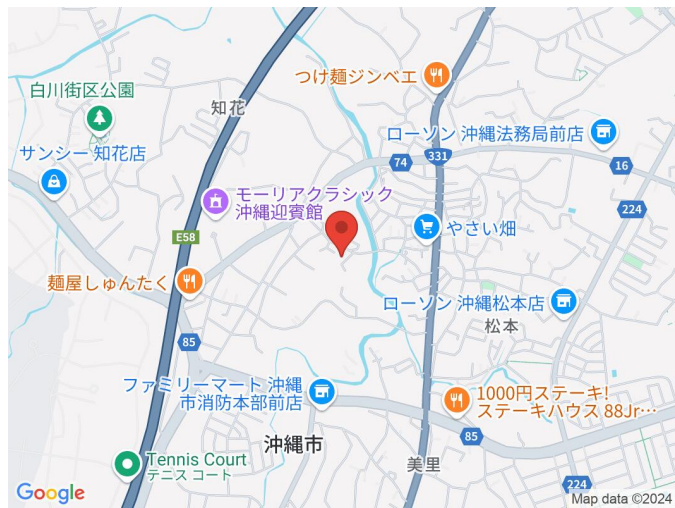 つけ麺ジンベエ
白川街区公園
知花
ローソン 沖縄法務局前店
サンシー 知花店
74
331
16
モーリアクラシック
沖縄迎賓館
224
E58
やさい畑
麺屋しゅんたく
ローソン 沖縄松本店
松本
85
ファミリーマート 沖縄
市消防本部前店
1000円ステーキ!
ステーキハウス 88Jr…
沖縄市
85
美里
Tennis Court
テニス コート
224
Google
Map data ©2024